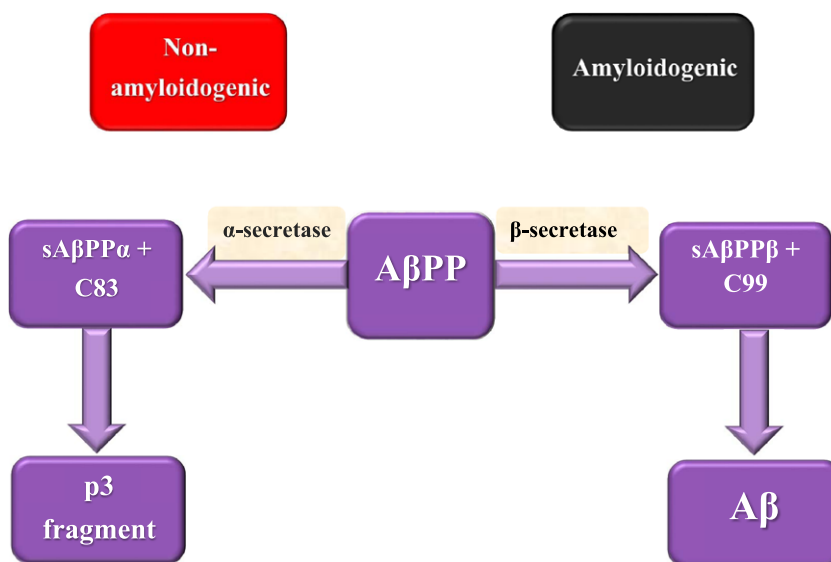 Non-
amyloidogenic
Amyloidogenic
α-secretase
β-secretase
sAβPPα +
C83
AβPP
sAβPPβ +
C99
p3
fragment
Aβ